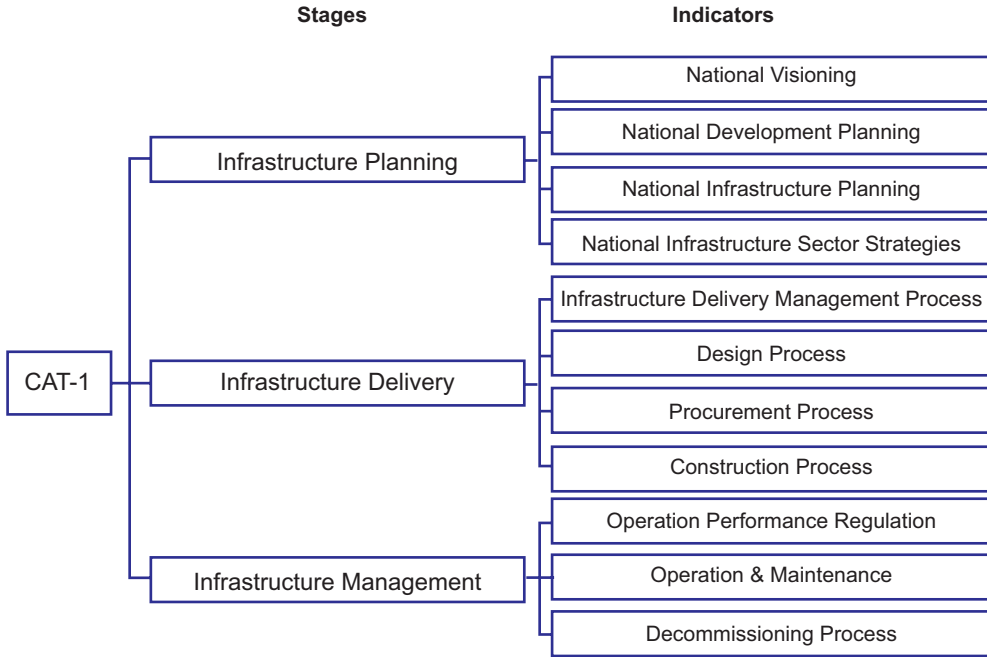 Stages
Indicators
CAT-1
Infrastructure Planning
National Visioning
National Development Planning
National Infrastructure Planning
National Infrastructure Sector Strategies
Infrastructure Delivery
Infrastructure Delivery Management Process
Design Process
Procurement Process
Construction Process
Infrastructure Management
Operation Performance Regulation
Operation & Maintenance
Decommissioning Process